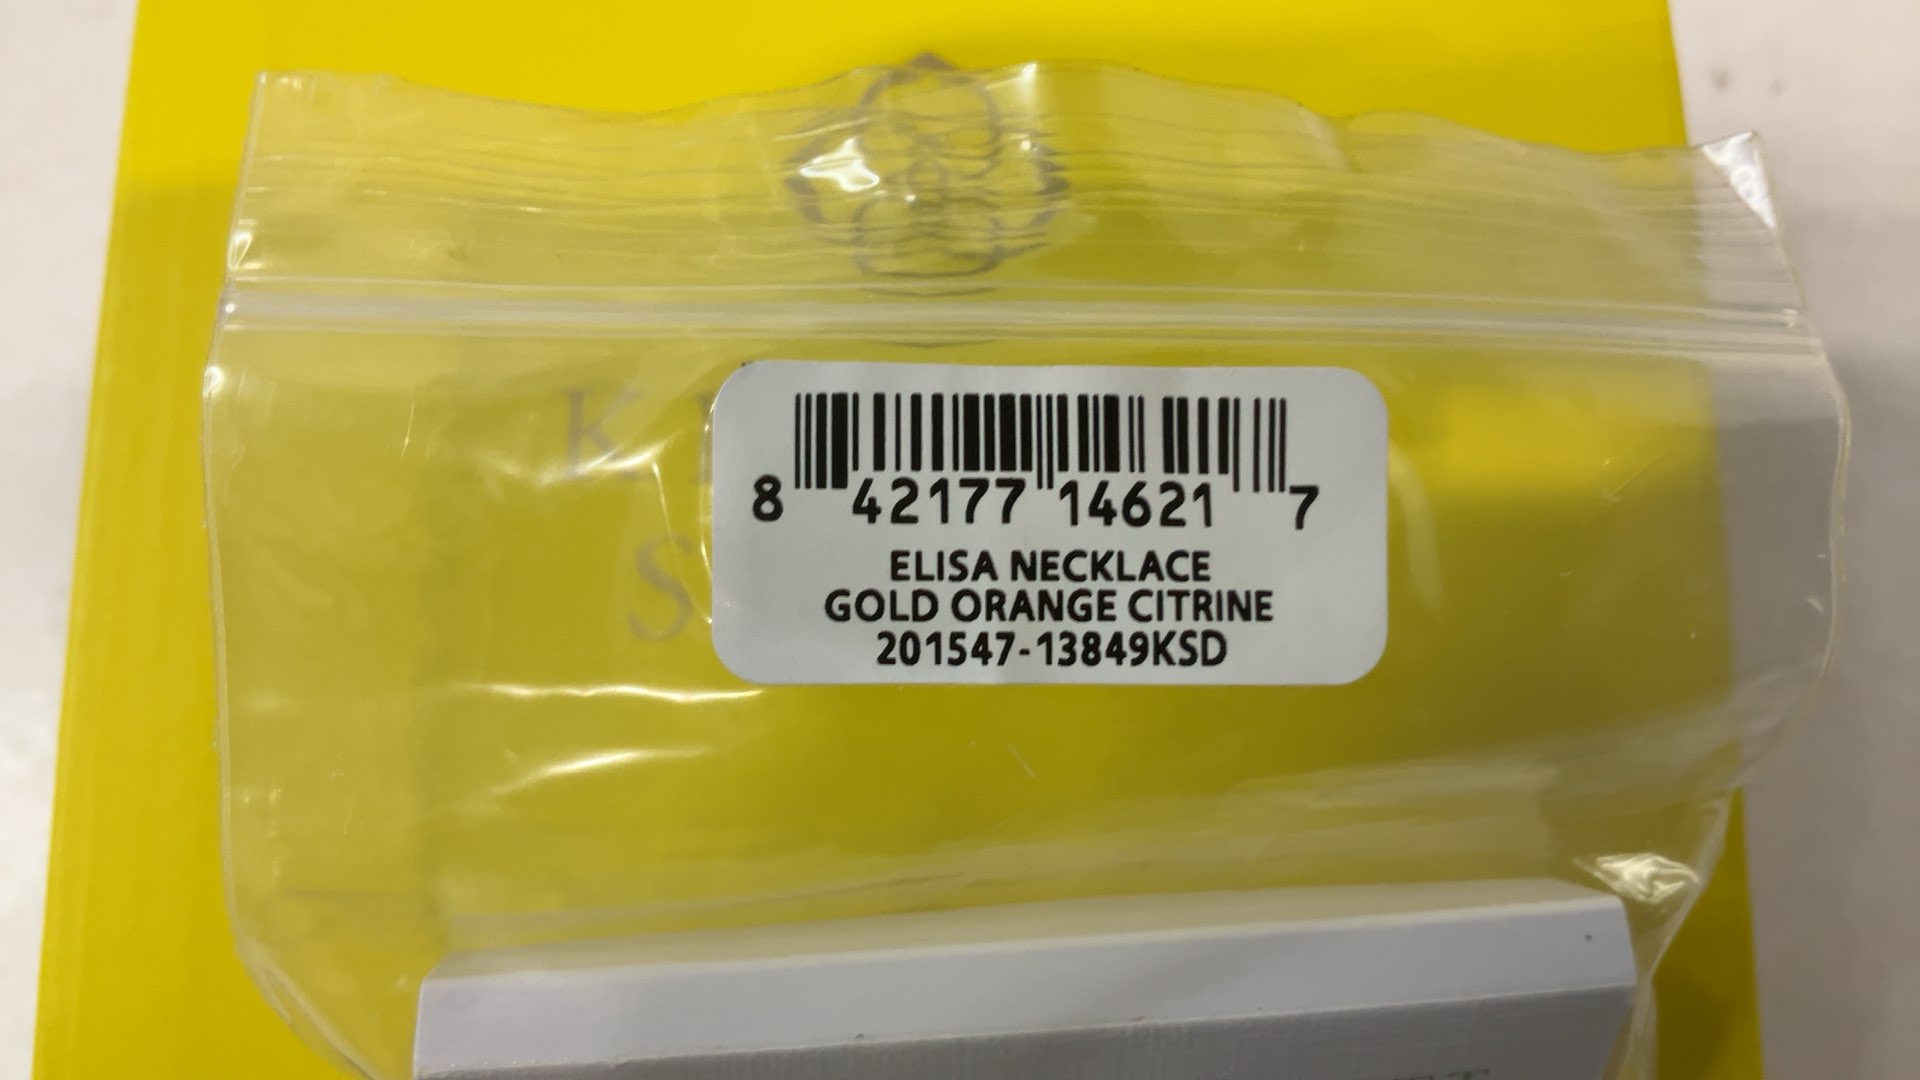 8 42177 14621 7
ELISA NECKLACE
GOLD ORANGE CITRINE
201547-13849KSD